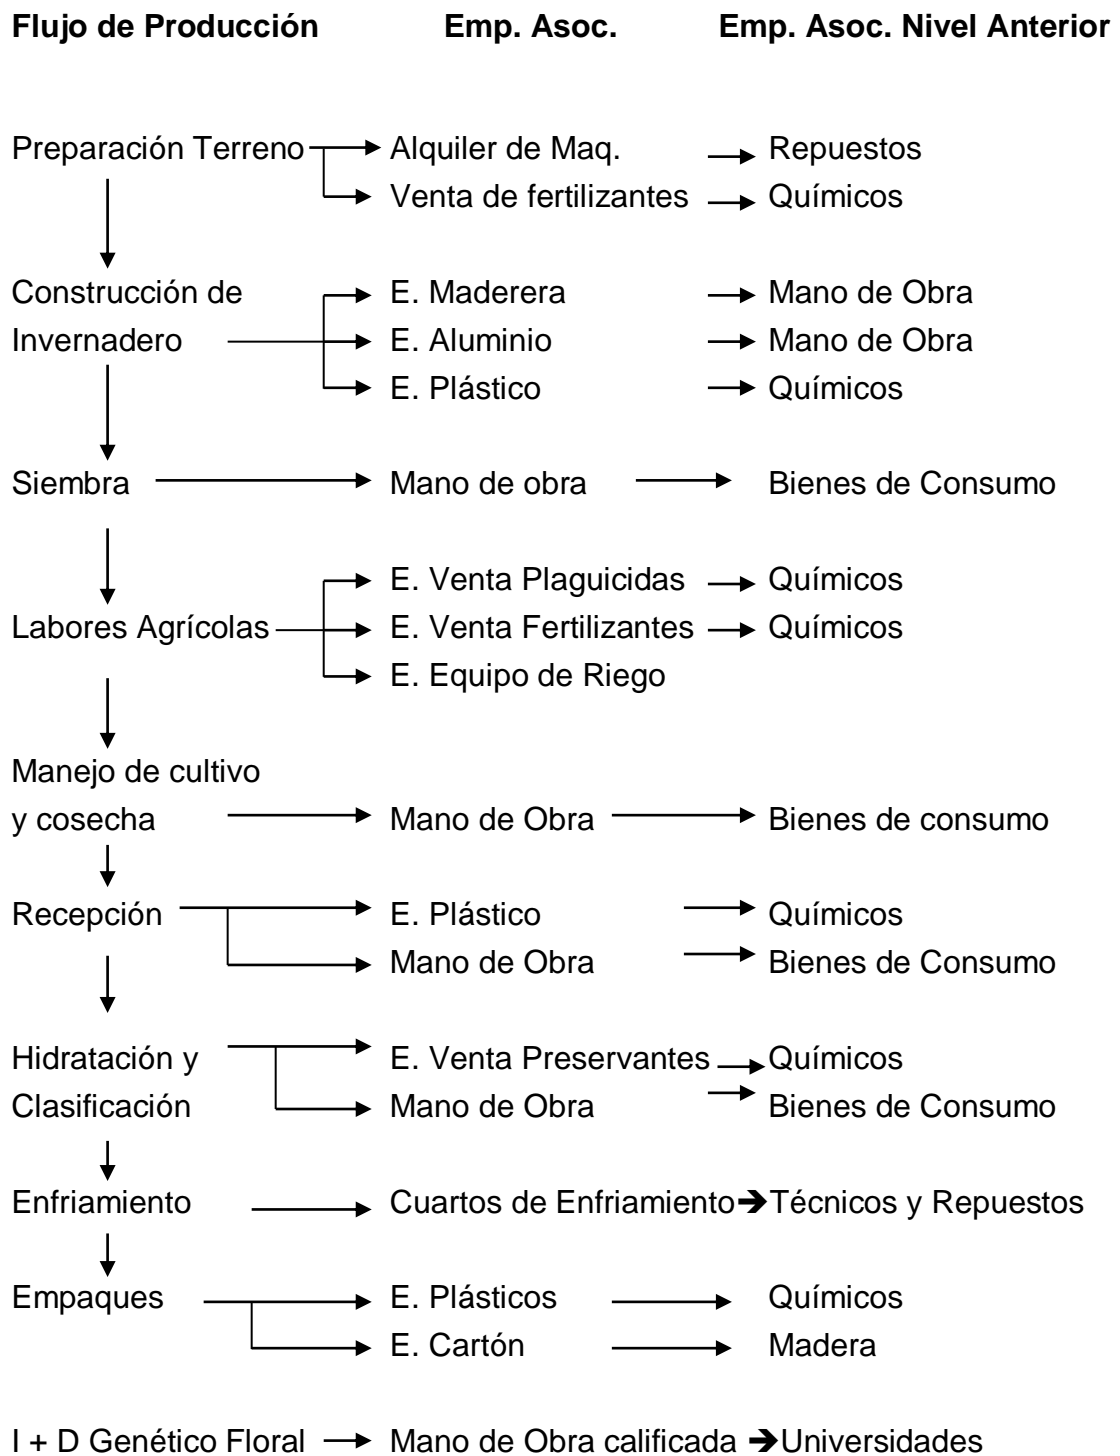 Flujo de Producción Emp. Asoc. Emp. Asoc. Nivel Anterior
Preparación Terreno Alquiler de Maq. Repuestos
Venta de fertilizantes Químicos
Construcción de E. Maderera Mano de Obra
Invernadero E. Aluminio Mano de Obra
E. Plástico Químicos
Siembra Mano de obra Bienes de Consumo
E. Venta Plaguicidas Químicos
Labores Agrícolas E. Venta Fertilizantes Químicos
E. Equipo de Riego
Manejo de cultivo
y cosecha Mano de Obra Bienes de consumo
Recepción E. Plástico Químicos
Mano de Obra Bienes de Consumo
Hidratación y E. Venta Preservantes Químicos
Clasificación Mano de Obra Bienes de Consumo
Enfriamiento Cuartos de Enfriamiento Técnicos y Repuestos
Empaques E. Plásticos Químicos
E. Cartón Madera
I + D Genético Floral Mano de Obra calificada Universidades